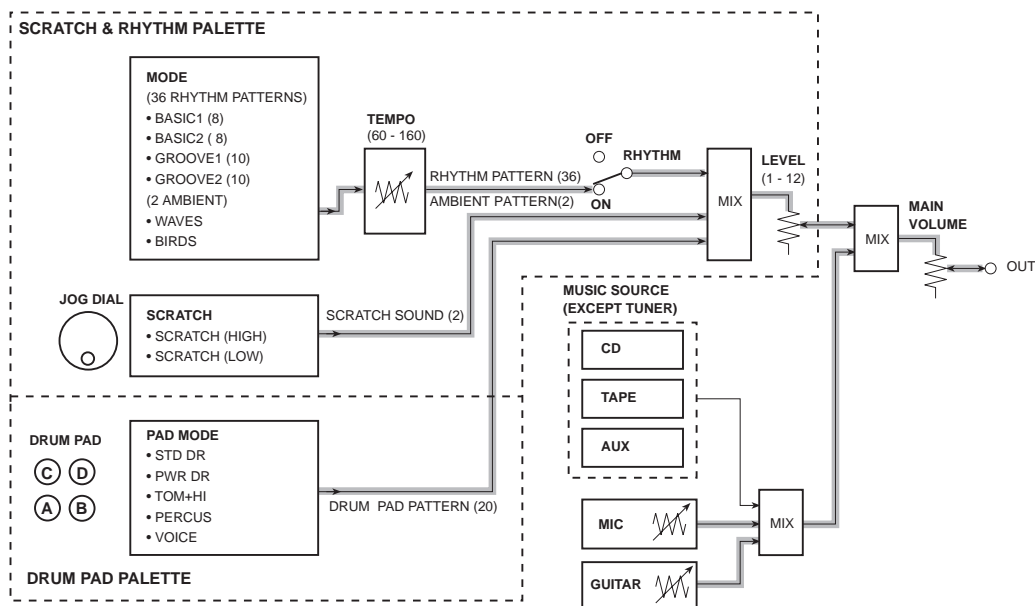 SCRATCH & RHYTHM PALETTE
MODE
(36 RHYTHM PATTERNS)
• BASIC1 (8)
• BASIC2 ( 8)
• GROOVE1 (10)
• GROOVE2 (10)
(2 AMBIENT)
• WAVES
• BIRDS
TEMPO
(60 - 160)
RHYTHM PATTERN (36)
AMBIENT PATTERN(2)
OFF
RHYTHM
ON
MIX
LEVEL
(1 - 12)
MIX
MAIN
VOLUME
OUT
JOG DIAL
SCRATCH
• SCRATCH (HIGH)
• SCRATCH (LOW)
SCRATCH SOUND (2)
MUSIC SOURCE
(EXCEPT TUNER)
CD
TAPE
AUX
DRUM PAD
C D
A B
PAD MODE
• STD DR
• PWR DR
• TOM+HI
• PERCUS
• VOICE
DRUM PAD PATTERN (20)
MIC
GUITAR
MIX
DRUM PAD PALETTE